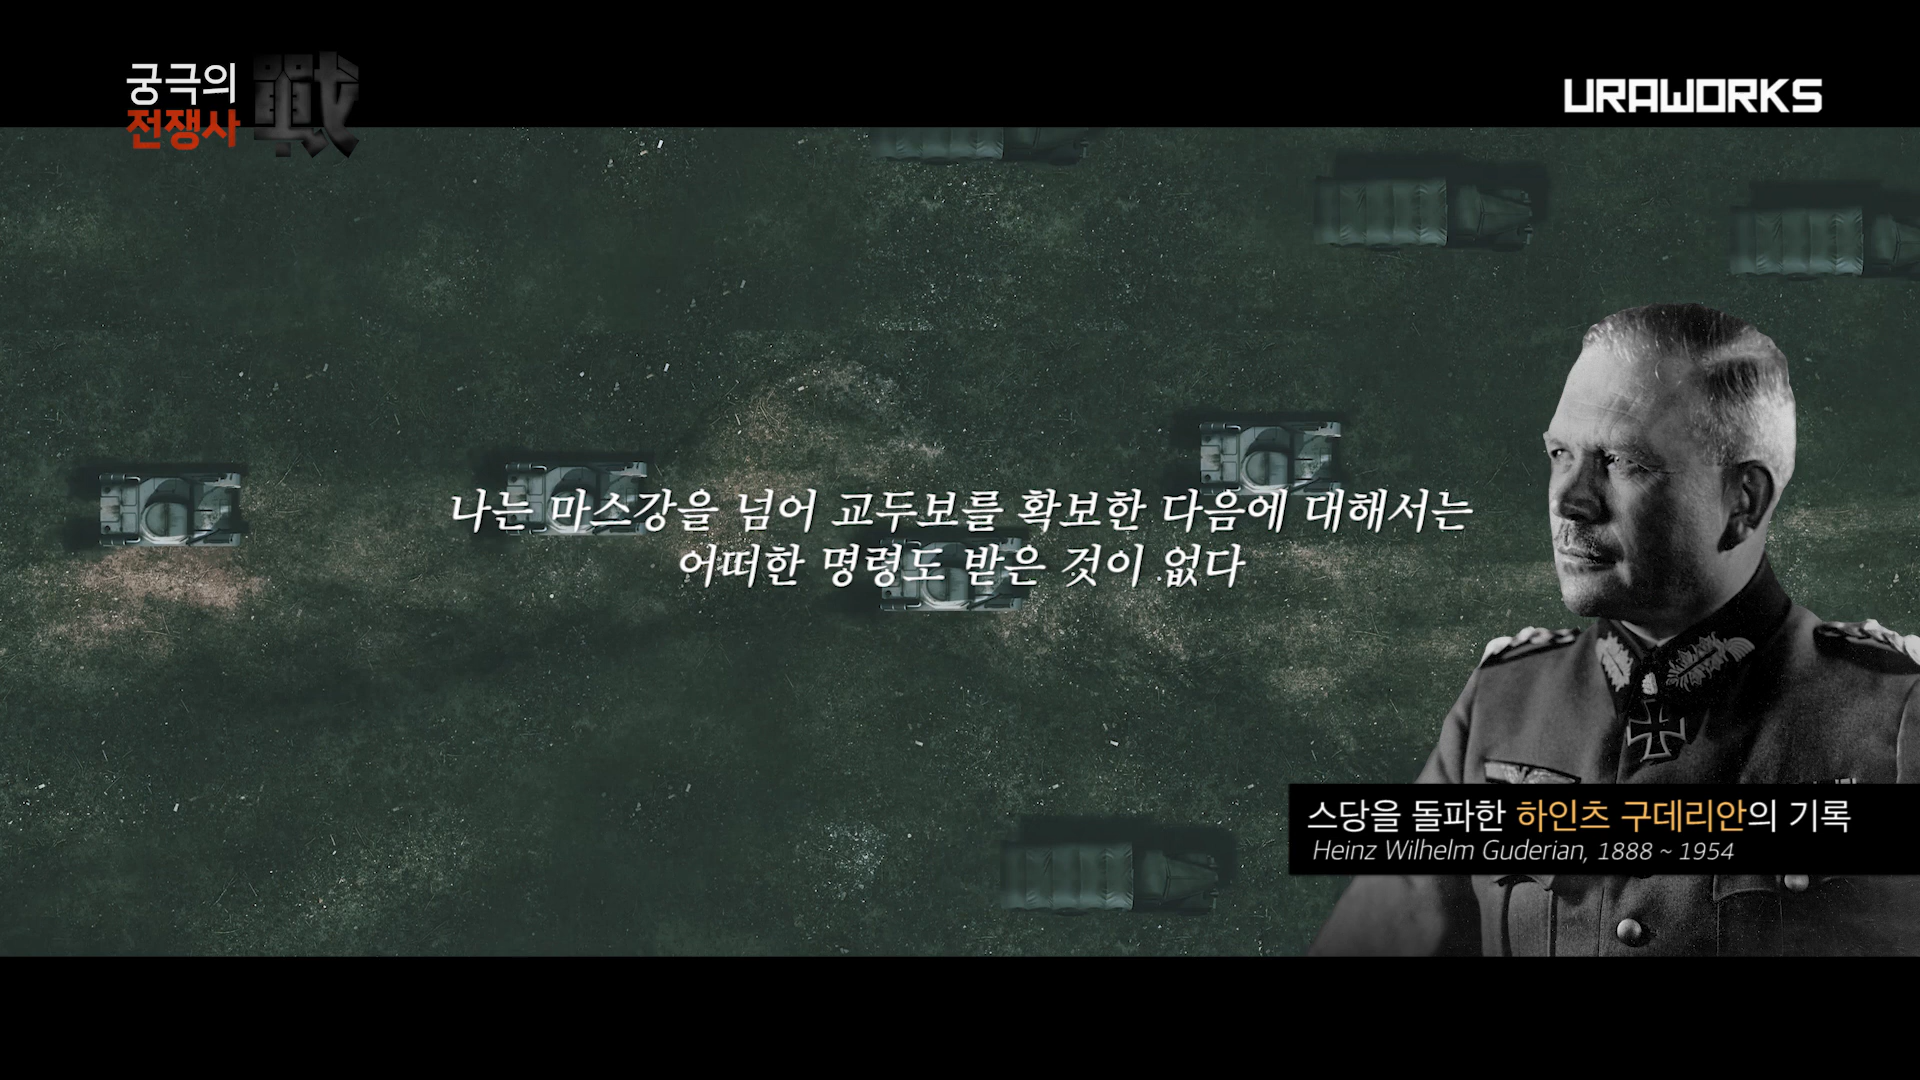 궁극의
전쟁사
戰
URAWORKS
나는 마스강을 넘어 교두보를 확보한 다음에 대해서는
어떠한 명령도 받은 것이 없다
스당을 돌파한 하인츠 구데리안의 기록
Heinz Wilhelm Guderian, 1888 ~ 1954